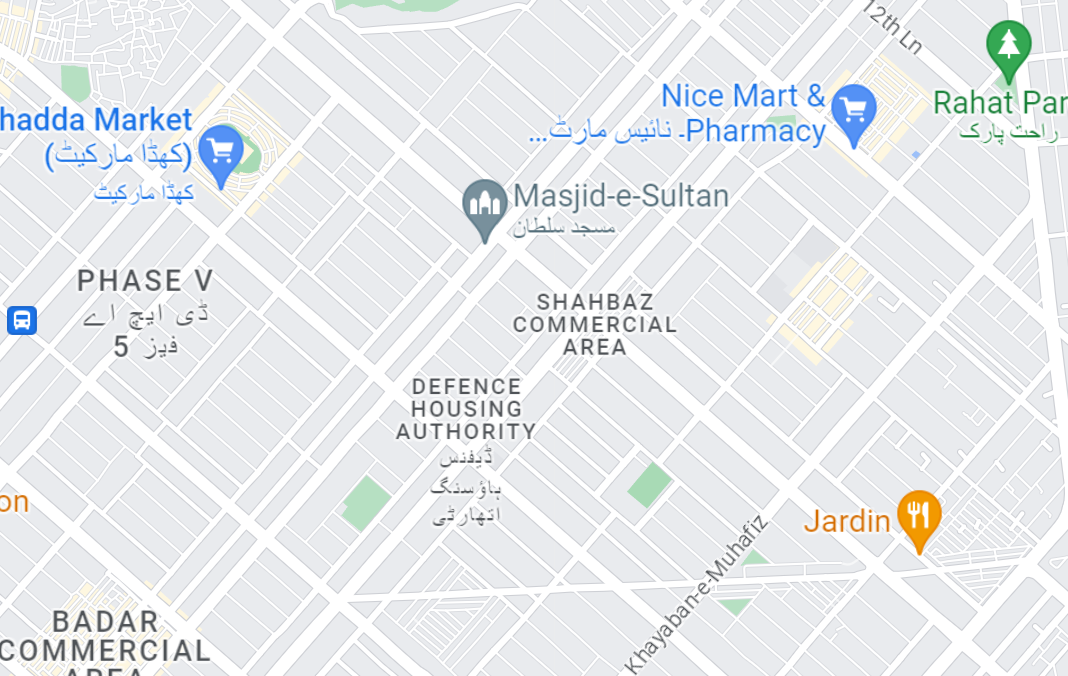 12th Ln
Nice Mart &
Pharmacy- نائیس مارٹ...
Rahat Par
راحت پارک
hadda Market
(کھڈا مارکیٹ)
کھڈا مارکیٹ
Masjid-e-Sultan
مسجد سلطان
PHASE V
ڈی ایچ اے
فیز 5
SHAHBAZ
COMMERCIAL
AREA
DEFENCE
HOUSING
AUTHORITY
ڈیفنس
ہاؤسنگ
اتھارٹی
on
Jardin
Khayaban-e-Muhafiz
BADAR
COMMERCIAL
AREA